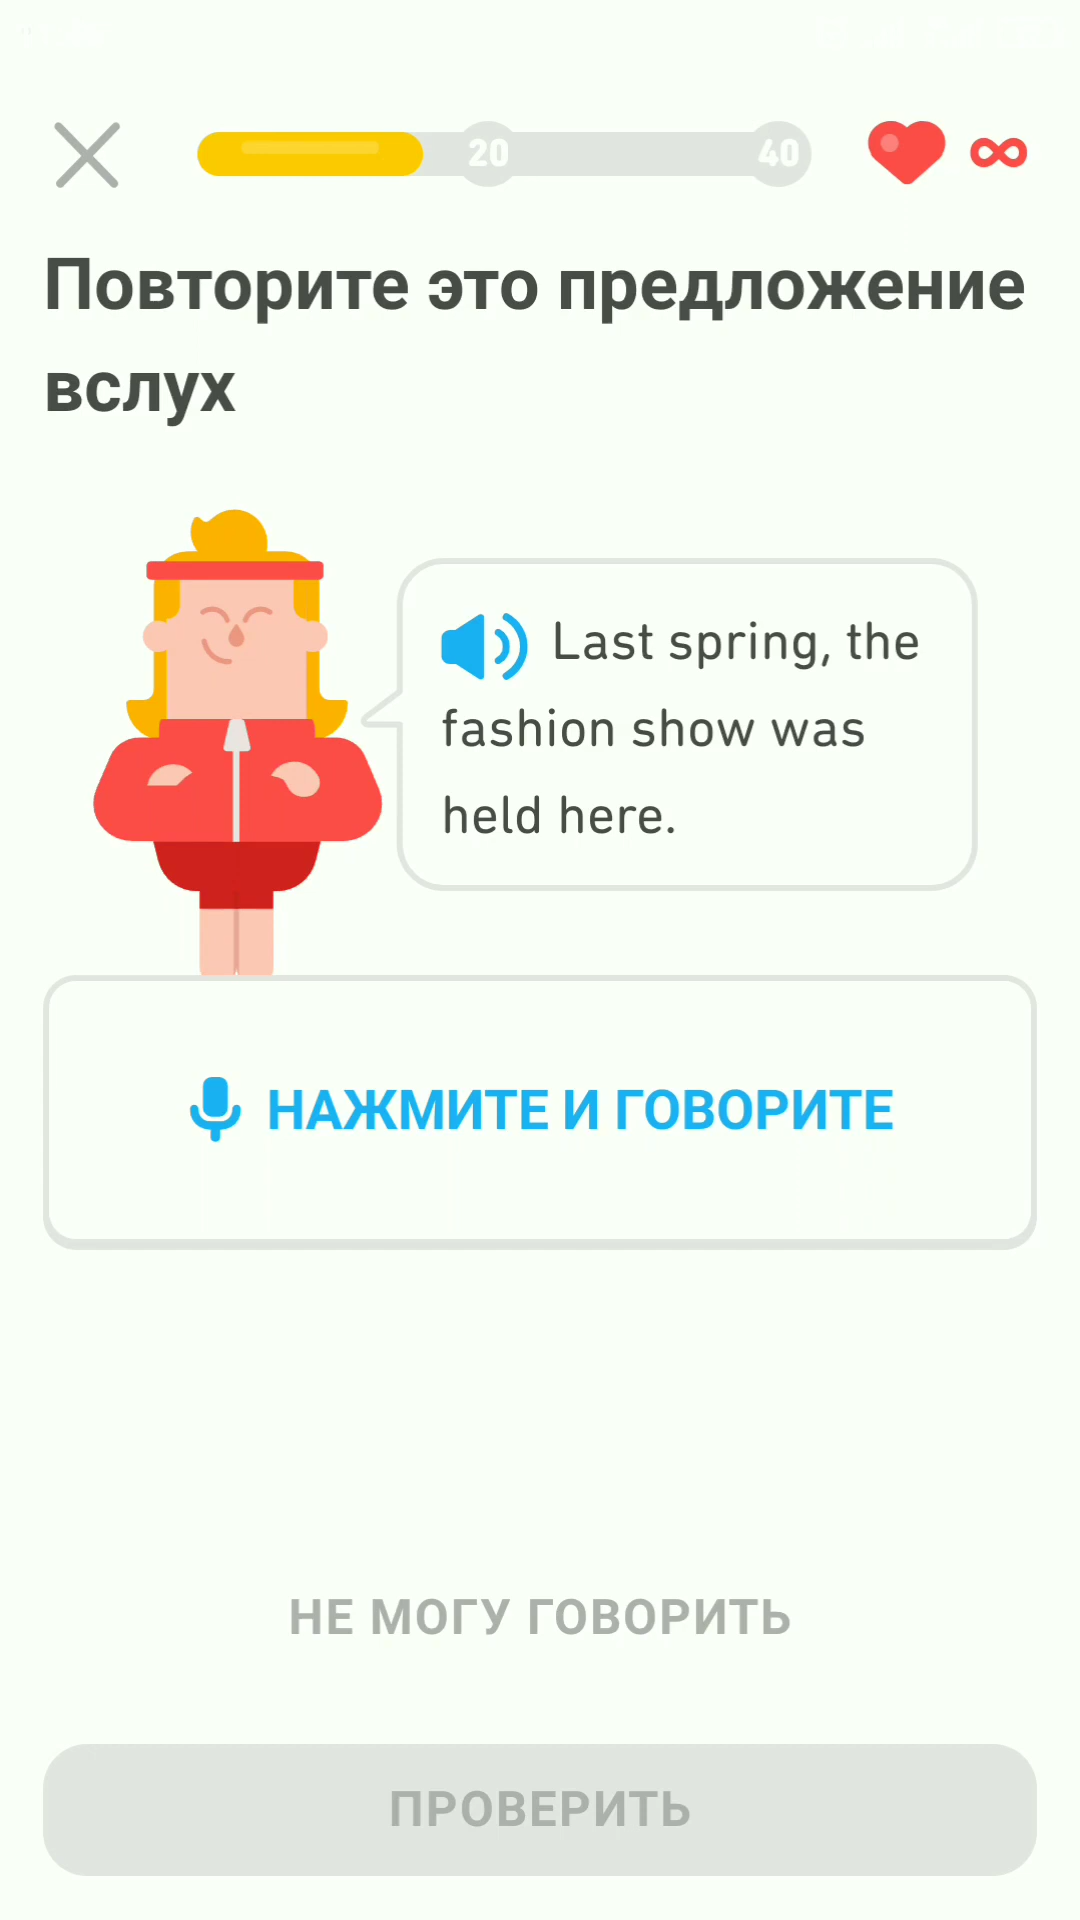 20 40
Повторите это предложение
вслух
Last spring, the
fashion show was
held here.
НАЖМИТЕ И ГОВОРИТЕ
НЕ МОГУ ГОВОРИТЬ
ПРОВЕРИТЬ